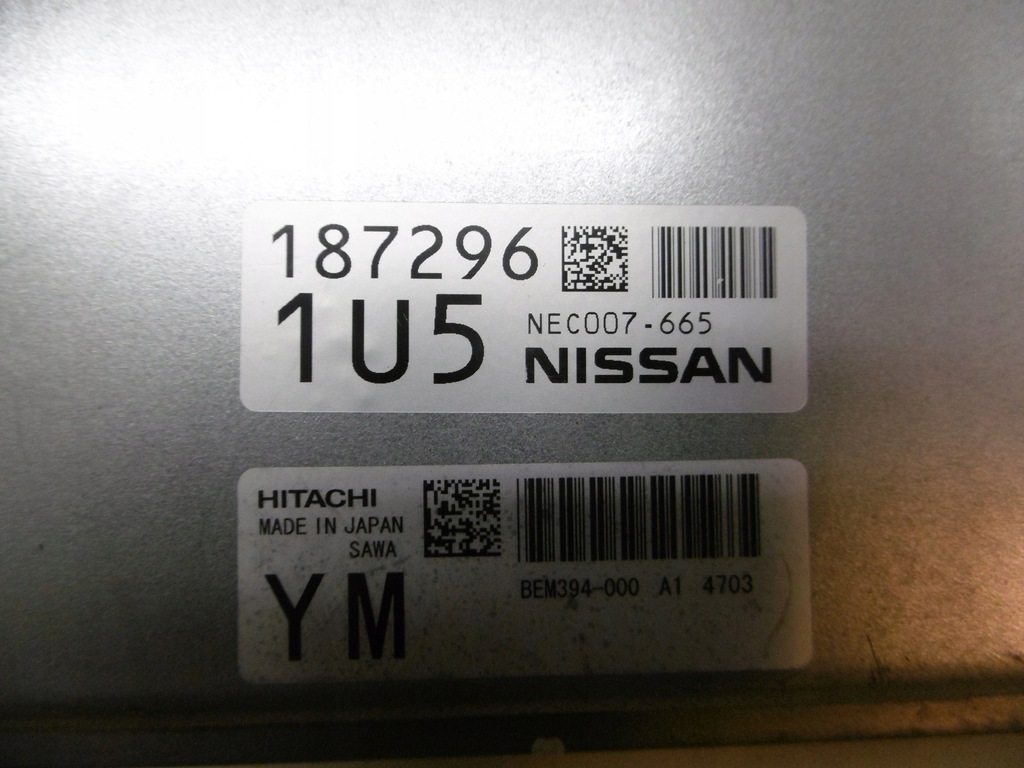 187296
1U5
NEC007-665
NISSAN
HITACHI
MADE IN JAPAN
SAWA
YM
BEM394-000 A1 4703